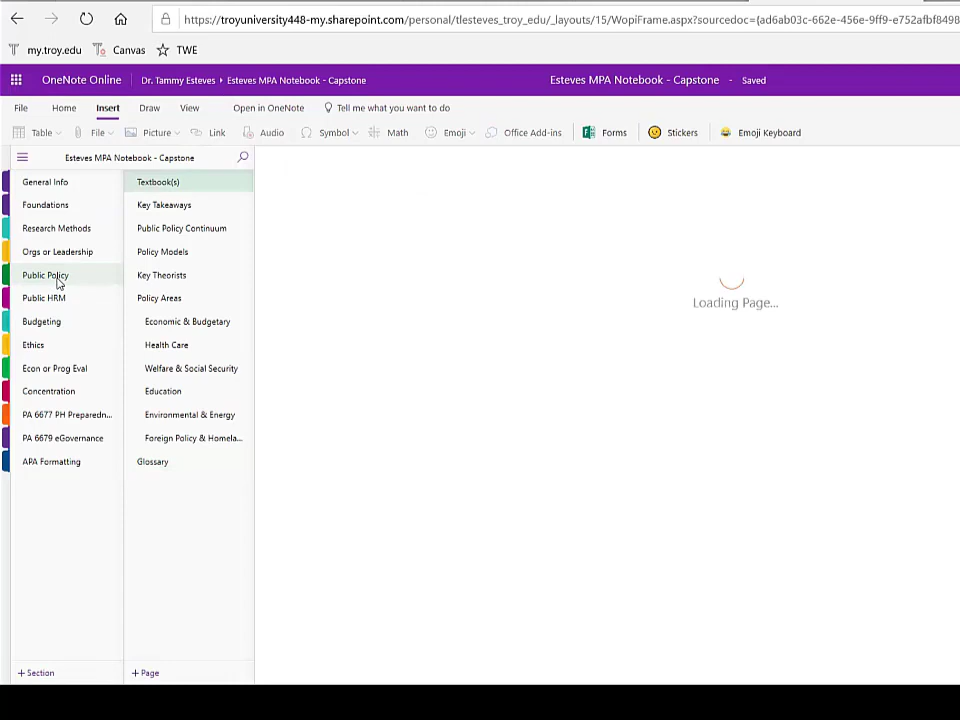 https://troyuniversity448-my.sharepoint.com/personal/tlesteves_troy_edu/_layouts/15/WopiFrame.aspx?sourcedoc={ad6ab03c-662e-456e-9ff9-e752afbf8498
my.troy.edu Canvas TWE
OneNote Online Dr. Tammy Esteves › Esteves MPA Notebook - Capstone Esteves MPA Notebook - Capstone - Saved
File Home Insert Draw View Open in OneNote Tell me what you want to do
Table File Picture Link Audio Symbol Math Emoji Office Add-ins Forms Stickers Emoji Keyboard
Esteves MPA Notebook - Capstone
General Info
Foundations
Research Methods
Orgs or Leadership
Public Policy
Public HRM
Budgeting
Ethics
Econ or Prog Eval
Concentration
PA 6677 PH Preparedn...
PA 6679 eGovernance
APA Formatting
+ Section
Textbook(s)
Key Takeaways
Public Policy Continuum
Policy Models
Key Theorists
Policy Areas
Economic & Budgetary
Health Care
Welfare & Social Security
Education
Environmental & Energy
Foreign Policy & Homela...
Glossary
+ Page
Loading Page...